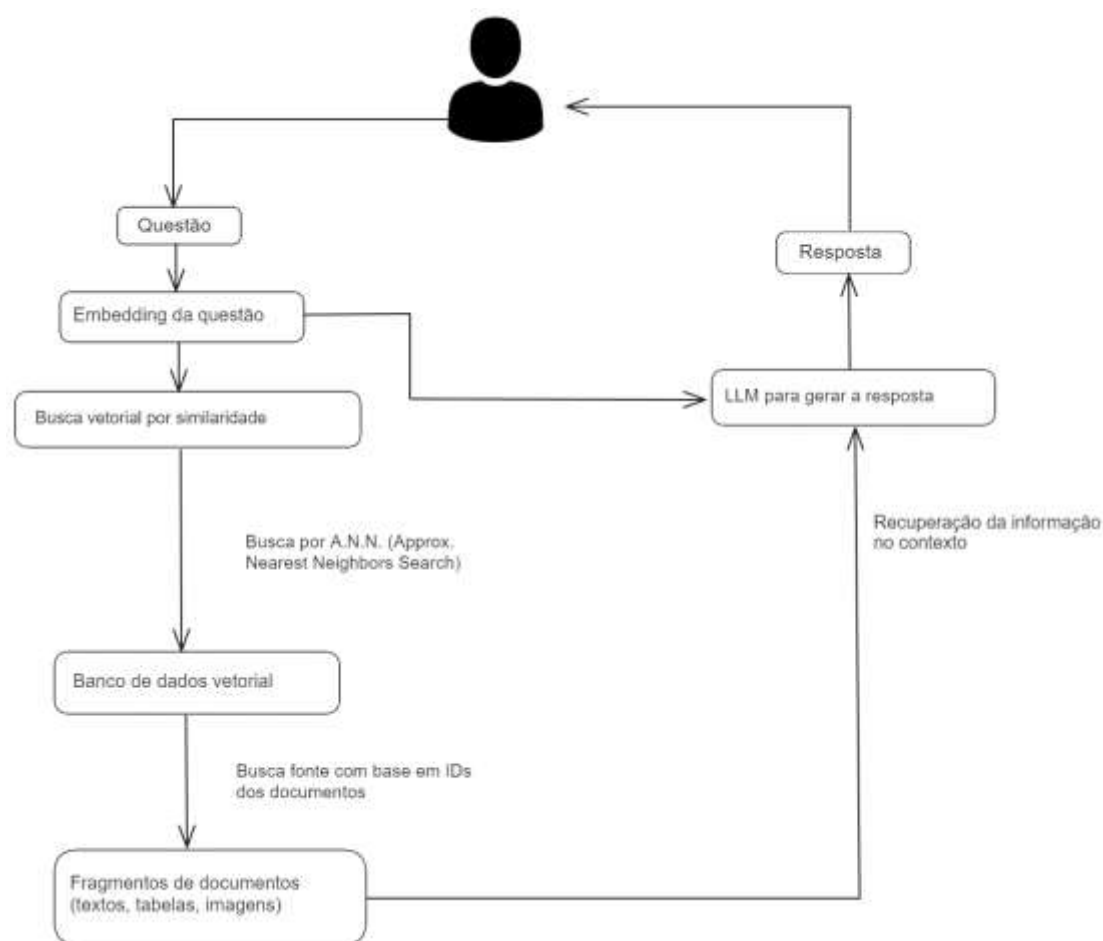 Questão
Embedding da questão
Busca vetorial por similaridade
Busca por A.N.N. (Approx.
Nearest Neighbors Search)
Banco de dados vetorial
Busca fonte com base em IDs
dos documentos
Fragmentos de documentos
(textos, tabelas, imagens)
Recuperação da informação
no contexto
LLM para gerar a resposta
Resposta